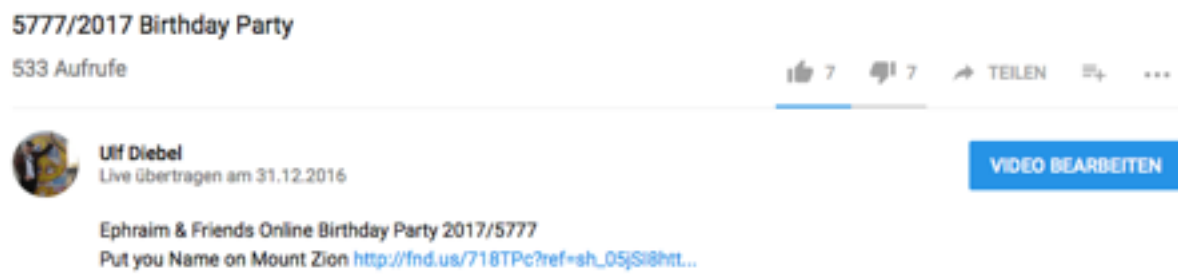 5777/2017 Birthday Party
533 Aufrufe
7 7 TEILEN ...
Ulf Diebel
Live übertragen am 31.12.2016
VIDEO BEARBEITEN
Ephraim & Friends Online Birthday Party 2017/5777
Put you Name on Mount Zion http://fnd.us/718TPc?ref=sh_05jSI8htt...